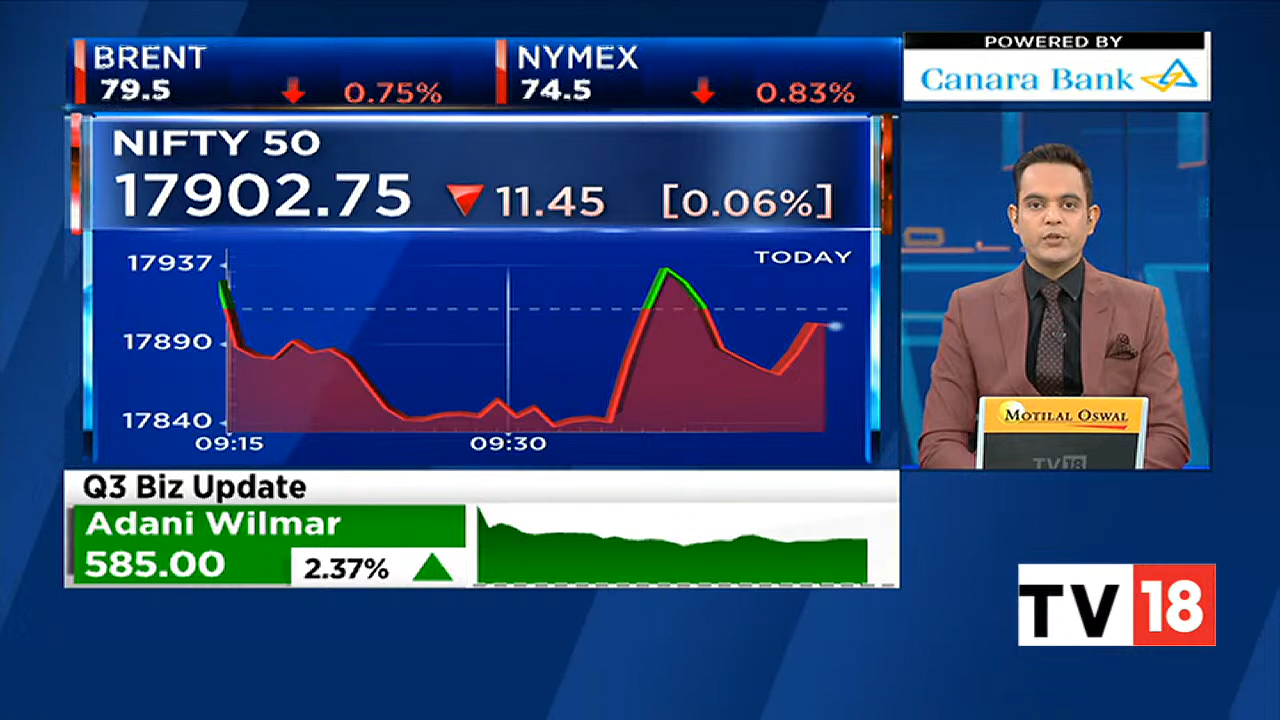 BRENT
79.5 0.75%
NYMEX
74.5 0.83%
POWERED BY
Canara Bank
NIFTY 50
17902.75 11.45 [0.06%]
TODAY
17937
17890
17840
09:15 09:30
MOTILAL OSWAL
TV18
Q3 Biz Update
Adani Wilmar
585.00 2.37%
TV18